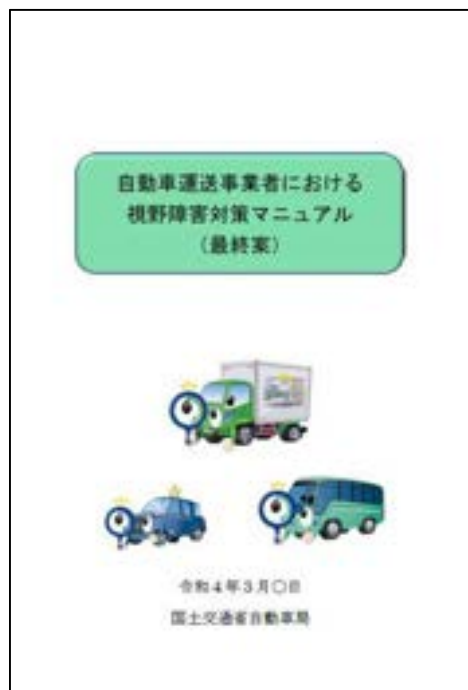 自動車運送事業者における
視野障害対策マニュアル
（最終案）
令和４年３月〇日
国土交通省自動車局